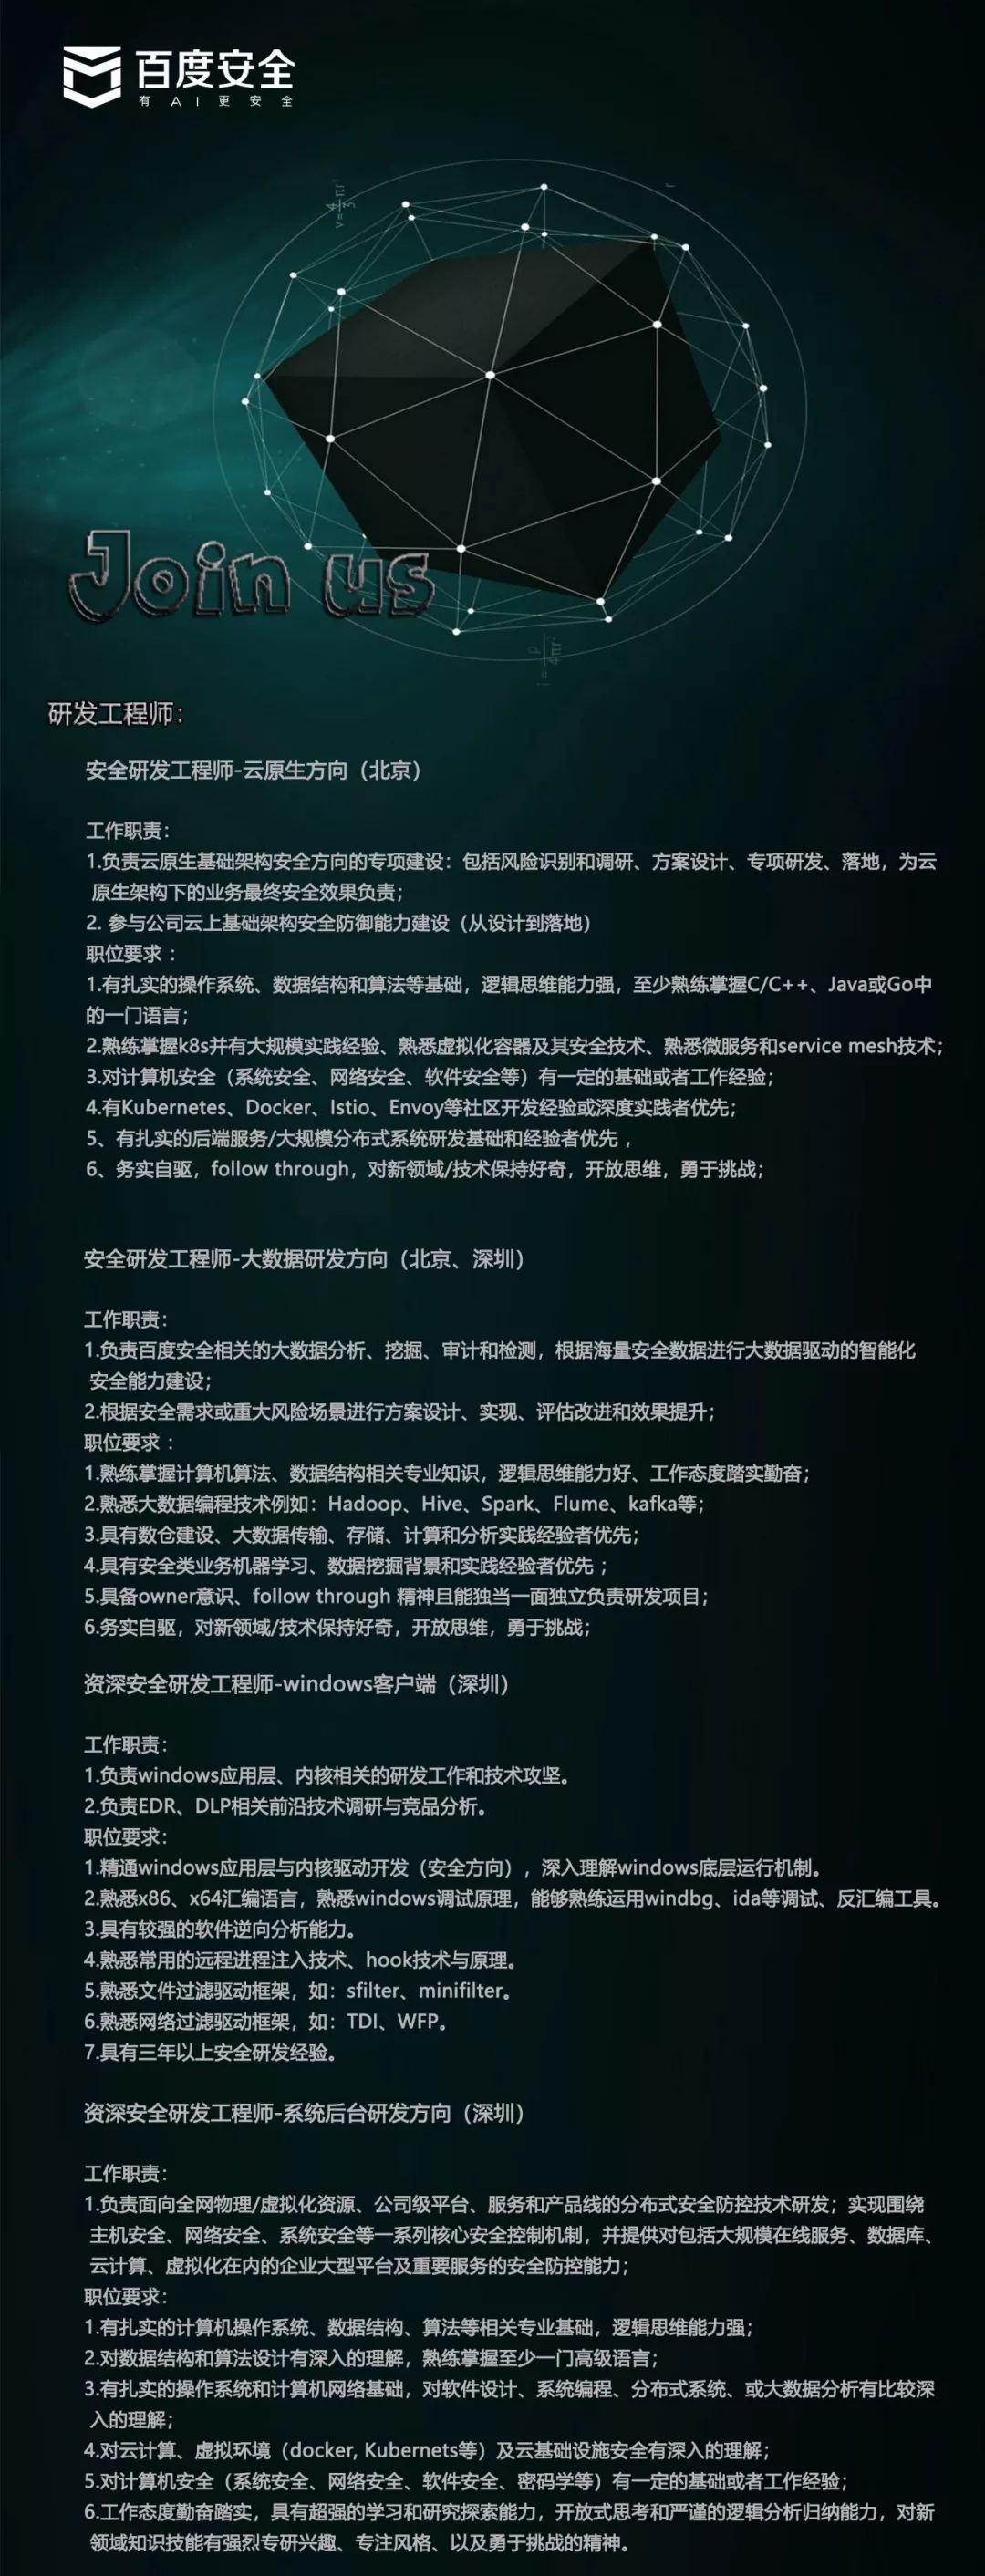 百度安全
有AI更安全
Join us
研发工程师：
安全研发工程师-云原生方向（北京）
工作职责：
1.负责云原生基础架构安全方向的专项建设：包括风险识别和调研、方案设计、专项研发、落地，为云
原生架构下的业务最终安全效果负责；
2. 参与公司云上基础架构安全防御能力建设（从设计到落地）
职位要求 ：
1.有扎实的操作系统、数据结构和算法等基础，逻辑思维能力强，至少熟练掌握C/C++、Java或Go中
的一门语言；
2.熟练掌握k8s并有大规模实践经验、熟悉虚拟化容器及其安全技术、熟悉微服务和service mesh技术；
3.对计算机安全（系统安全、网络安全、软件安全等）有一定的基础或者工作经验；
4.有Kubernetes、Docker、Istio、Envoy等社区开发经验或深度实践者优先；
5、有扎实的后端服务/大规模分布式系统研发基础和经验者优先 ，
6、务实自驱，follow through，对新领域/技术保持好奇，开放思维，勇于挑战；
安全研发工程师-大数据研发方向（北京、深圳）
工作职责：
1.负责百度安全相关的大数据分析、挖掘、审计和检测，根据海量安全数据进行大数据驱动的智能化
安全能力建设；
2.根据安全需求或重大风险场景进行方案设计、实现、评估改进和效果提升；
职位要求 ：
1.熟练掌握计算机算法、数据结构相关专业知识，逻辑思维能力好、工作态度踏实勤奋；
2.熟悉大数据编程技术例如：Hadoop、Hive、Spark、Flume、kafka等；
3.具有数仓建设、大数据传输、存储、计算和分析实践经验者优先；
4.具有安全类业务机器学习、数据挖掘背景和实践经验者优先 ；
5.具备owner意识、follow through 精神且能独当一面独立负责研发项目；
6.务实自驱，对新领域/技术保持好奇，开放思维，勇于挑战；
资深安全研发工程师-windows客户端（深圳）
工作职责：
1.负责windows应用层、内核相关的研发工作和技术攻坚。
2.负责EDR、DLP相关前沿技术调研与竞品分析。
职位要求：
1.精通windows应用层与内核驱动开发（安全方向），深入理解windows底层运行机制。
2.熟悉x86、x64汇编语言，熟悉windows调试原理，能够熟练运用windbg、ida等调试、反汇编工具。
3.具有较强的软件逆向分析能力。
4.熟悉常用的远程进程注入技术、hook技术与原理。
5.熟悉文件过滤驱动框架，如：sfilter、minifilter。
6.熟悉网络过滤驱动框架，如：TDI、WFP。
7.具有三年以上安全研发经验。
资深安全研发工程师-系统后台研发方向（深圳）
工作职责：
1.负责面向全网物理/虚拟化资源、公司级平台、服务和产品线的分布式安全防控技术研发；实现围绕
主机安全、网络安全、系统安全等一系列核心安全控制机制，并提供对包括大规模在线服务、数据库、
云计算、虚拟化在内的企业大型平台及重要服务的安全防控能力；
职位要求：
1.有扎实的计算机操作系统、数据结构、算法等相关专业基础，逻辑思维能力强；
2.对数据结构和算法设计有深入的理解，熟练掌握至少一门高级语言；
3.有扎实的操作系统和计算机网络基础，对软件设计、系统编程、分布式系统、或大数据分析有比较深
入的理解；
4.对云计算、虚拟环境（docker, Kubernets等）及云基础设施安全有深入的理解；
5.对计算机安全（系统安全、网络安全、软件安全、密码学等）有一定的基础或者工作经验；
6.工作态度勤奋踏实，具有超强的学习和研究探索能力，开放式思考和严谨的逻辑分析归纳能力，对新
领域知识技能有强烈专研兴趣、专注风格、以及勇于挑战的精神。